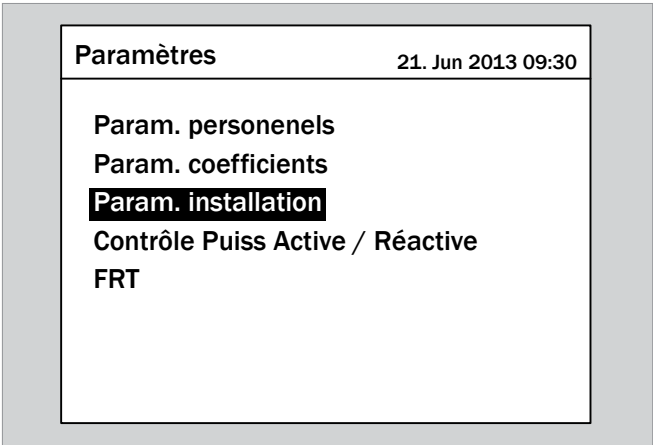 Paramètres 21. Jun 2013 09:30
Param. personenels
Param. coefficients
Param. installation
Contrôle Puiss Active / Réactive
FRT